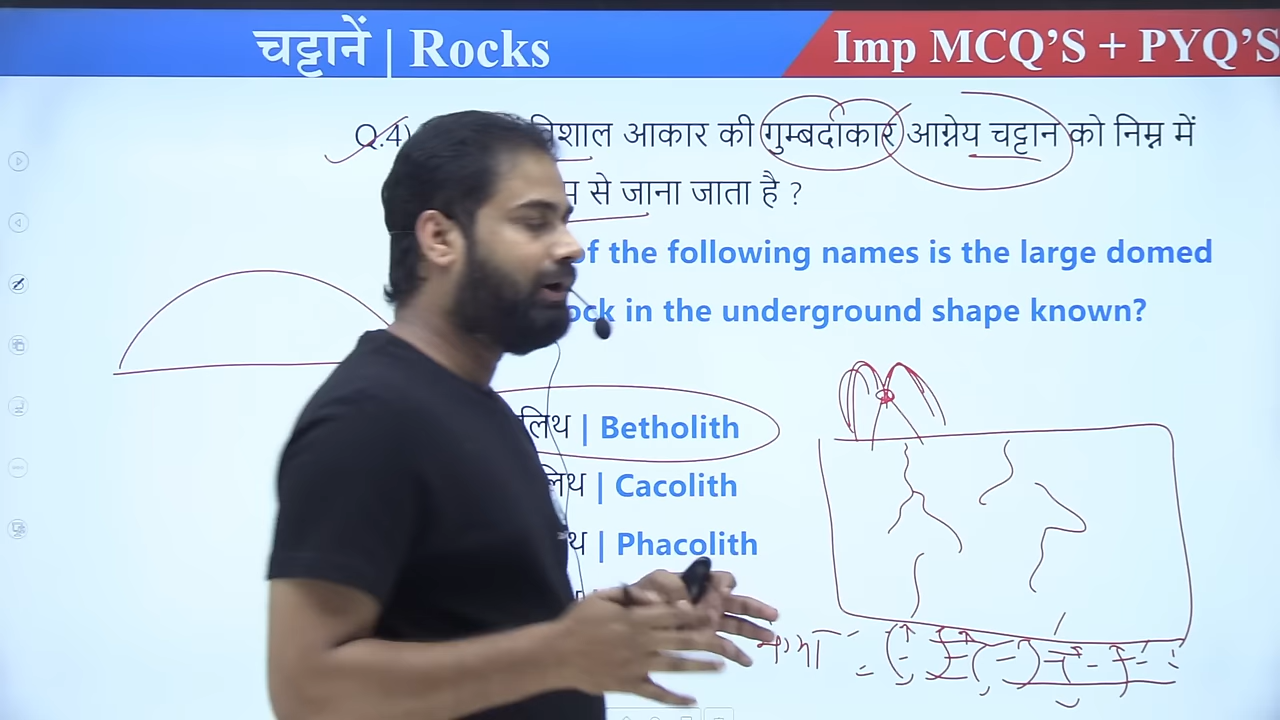 चट्टानें | Rocks
Imp MCQ'S + PYQ'S
Q.4) विशाल आकार की गुम्बदाकार आग्नेय चट्टान को निम्न में
से जाना जाता है ?
of the following names is the large domed
ock in the underground shape known?
लिथ | Betholith
लिथ | Cacolith
थ | Phacolith